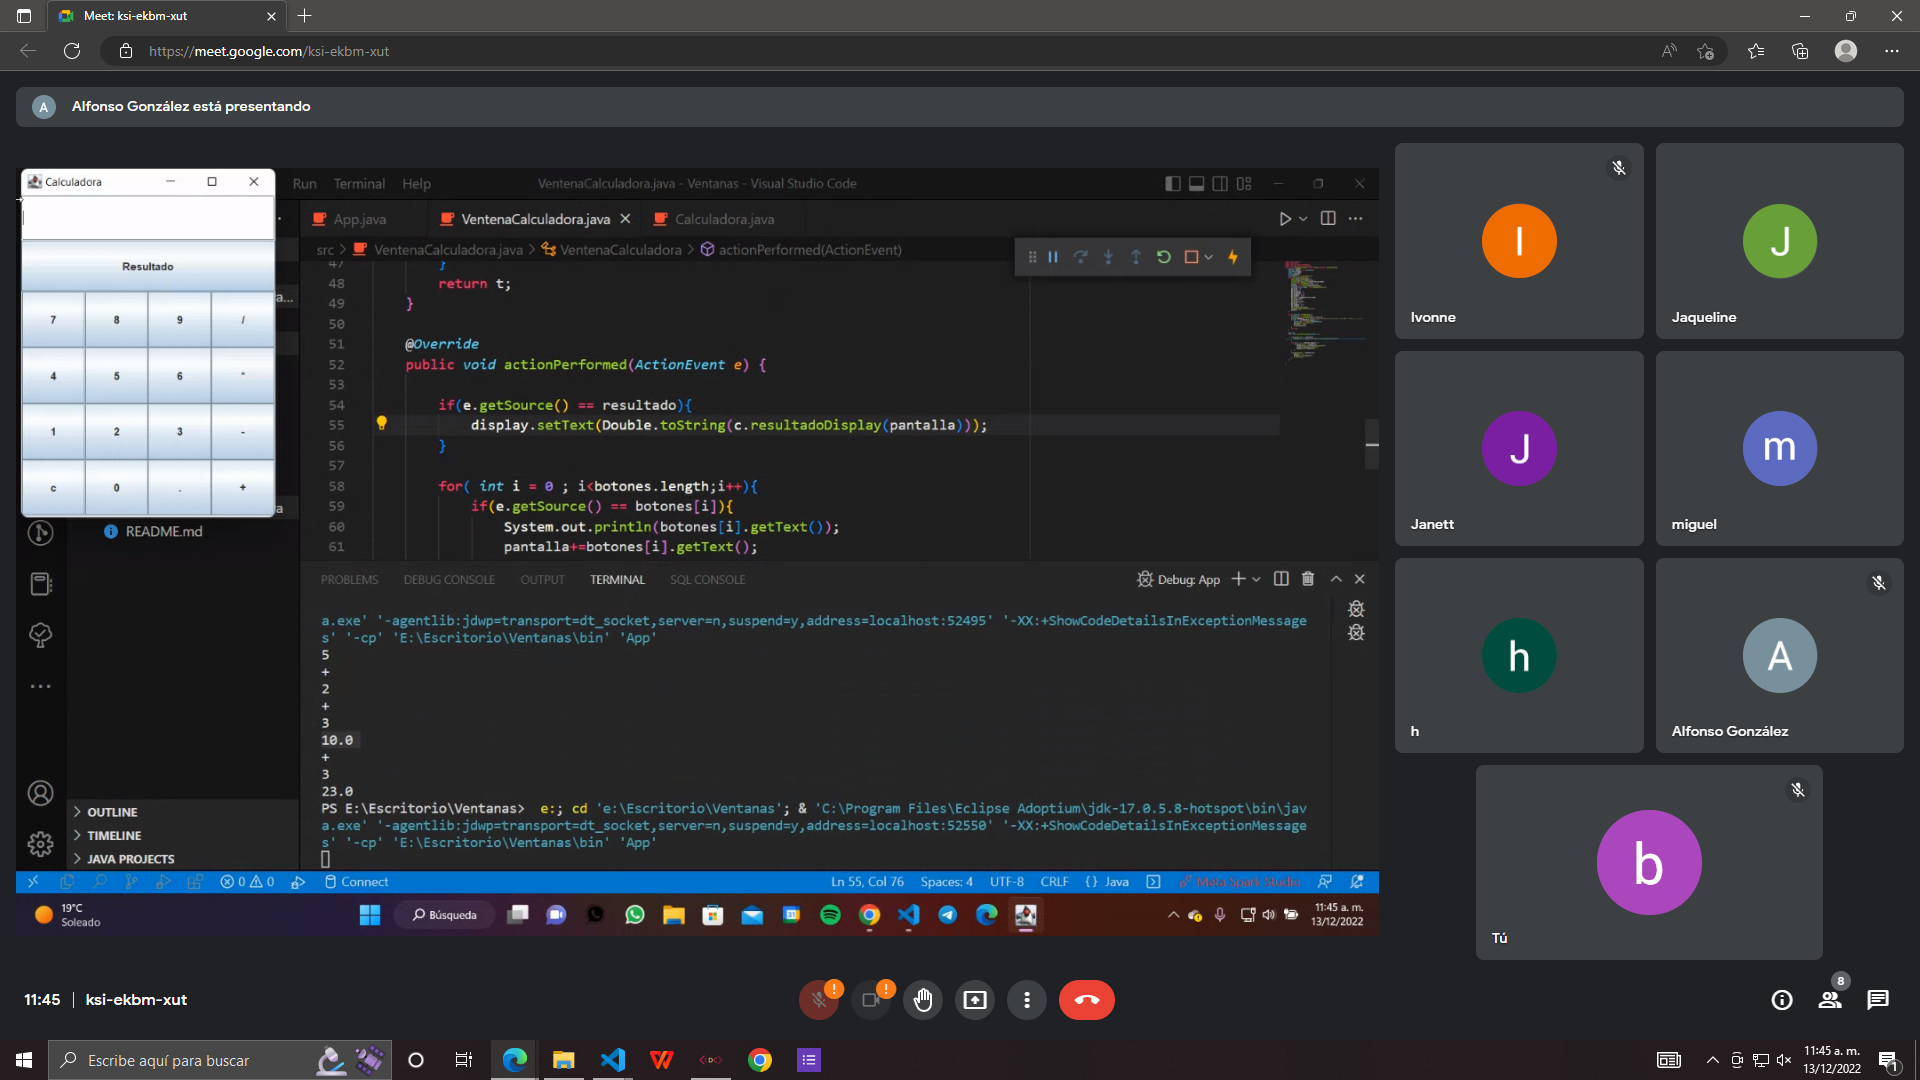 Meet: ksi-ekbm-xut
https://meet.google.com/ksi-ekbm-xut
A
Alfonso González está presentando
Calculadora
Resultado
7 8 9 /
4 5 6 *
1 2 3 -
c 0 . +
Run Terminal Help
VentenaCalculadora.java - Ventanas - Visual Studio Code
App.java
VentenaCalculadora.java
Calculadora.java
src > VentenaCalculadora.java > VentenaCalculadora > actionPerformed(ActionEvent)
47 }
48 return t;
49 }
50
51 @Override
52 public void actionPerformed(ActionEvent e) {
53
54 if(e.getSource() == resultado){
55 display.setText(Double.toString(c.resultadoDisplay(pantalla)));
56 }
57
58 for( int i = 0 ; i<botones.length;i++){
59 if(e.getSource() == botones[i]){
60 System.out.println(botones[i].getText());
61 pantalla+=botones[i].getText();
README.md
OUTLINE
TIMELINE
JAVA PROJECTS
PROBLEMS DEBUG CONSOLE OUTPUT TERMINAL SQL CONSOLE
Debug: App
a.exe' '-agentlib:jdwp=transport=dt_socket,server=n,suspend=y,address=localhost:52495' '-XX:+ShowCodeDetailsInExceptionMessage
s' '-cp' 'E:\Escritorio\Ventanas\bin' 'App'
5
+
2
+
3
10.0
+
3
23.0
PS E:\Escritorio\Ventanas> e:; cd 'e:\Escritorio\Ventanas'; & 'C:\Program Files\Eclipse Adoptium\jdk-17.0.5.8-hotspot\bin\jav
a.exe' '-agentlib:jdwp=transport=dt_socket,server=n,suspend=y,address=localhost:52550' '-XX:+ShowCodeDetailsInExceptionMessage
s' '-cp' 'E:\Escritorio\Ventanas\bin' 'App'
0 0
Connect
Ln 55, Col 76 Spaces: 4 UTF-8 CRLF {} Java
19°C
Soleado
Búsqueda
11:45 a. m.
13/12/2022
I
Ivonne
J
Jaqueline
J
Janett
m
miguel
h
h
A
Alfonso González
b
Tú
11:45 | ksi-ekbm-xut
8
Escribe aquí para buscar
11:45 a. m.
13/12/2022
1